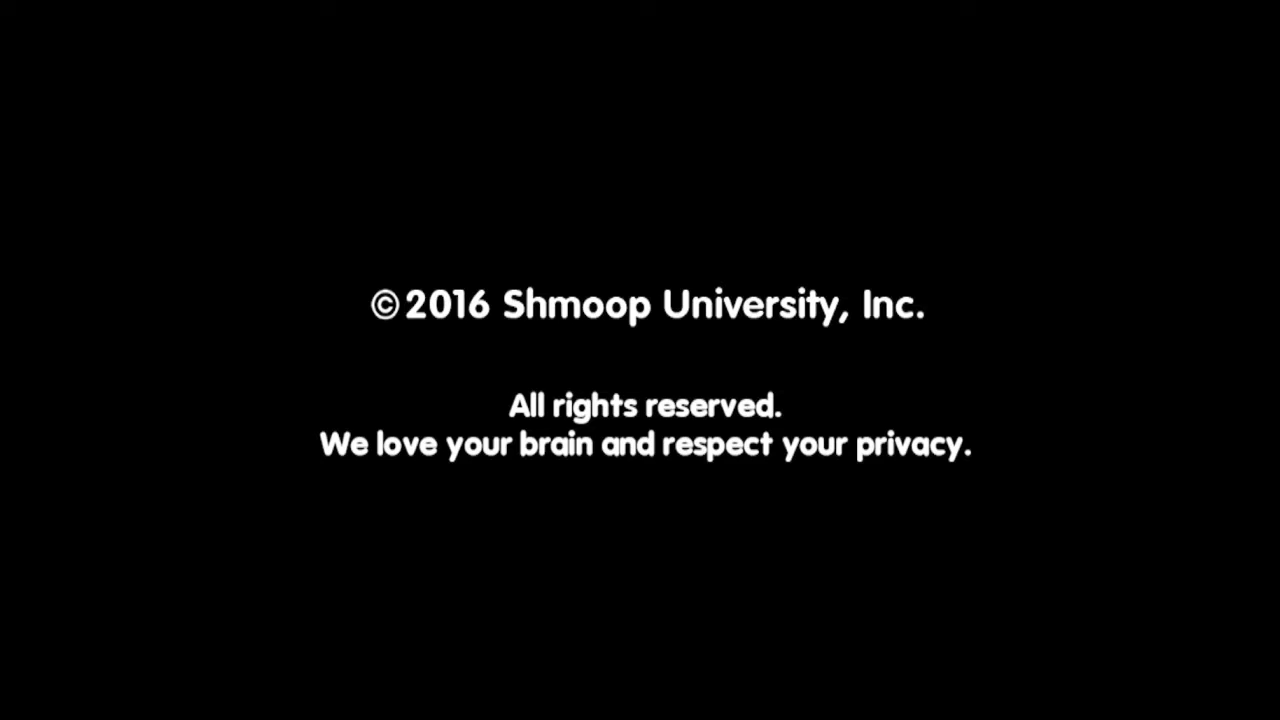 ©2016 Shmoop University, Inc.
All rights reserved.
We love your brain and respect your privacy.